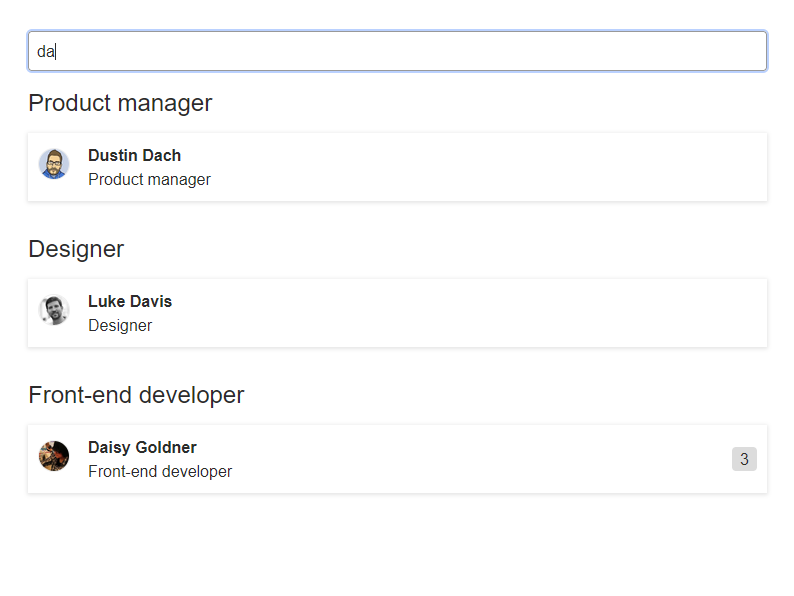 da
Product manager
Dustin Dach
Product manager
Designer
Luke Davis
Designer
Front-end developer
Daisy Goldner
Front-end developer
3